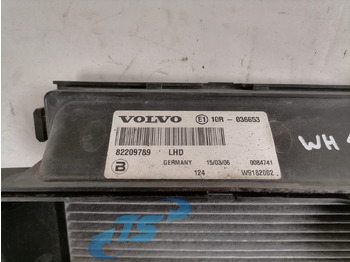 VOLVO E1 10R - 036653
82209789 LHD
B GERMANY 15/03/06 0084741
124 W9182082
WH